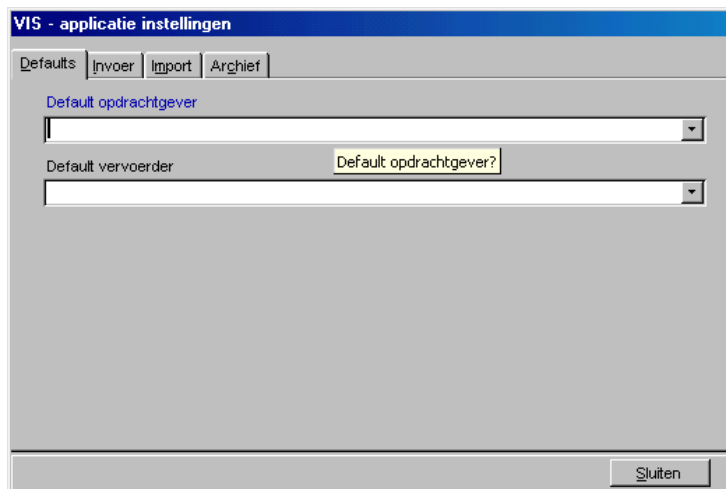 VIS - applicatie instellingen
Defaults Invoer Import Archief
Default opdrachtgever
Default opdrachtgever?
Default vervoerder
Sluiten